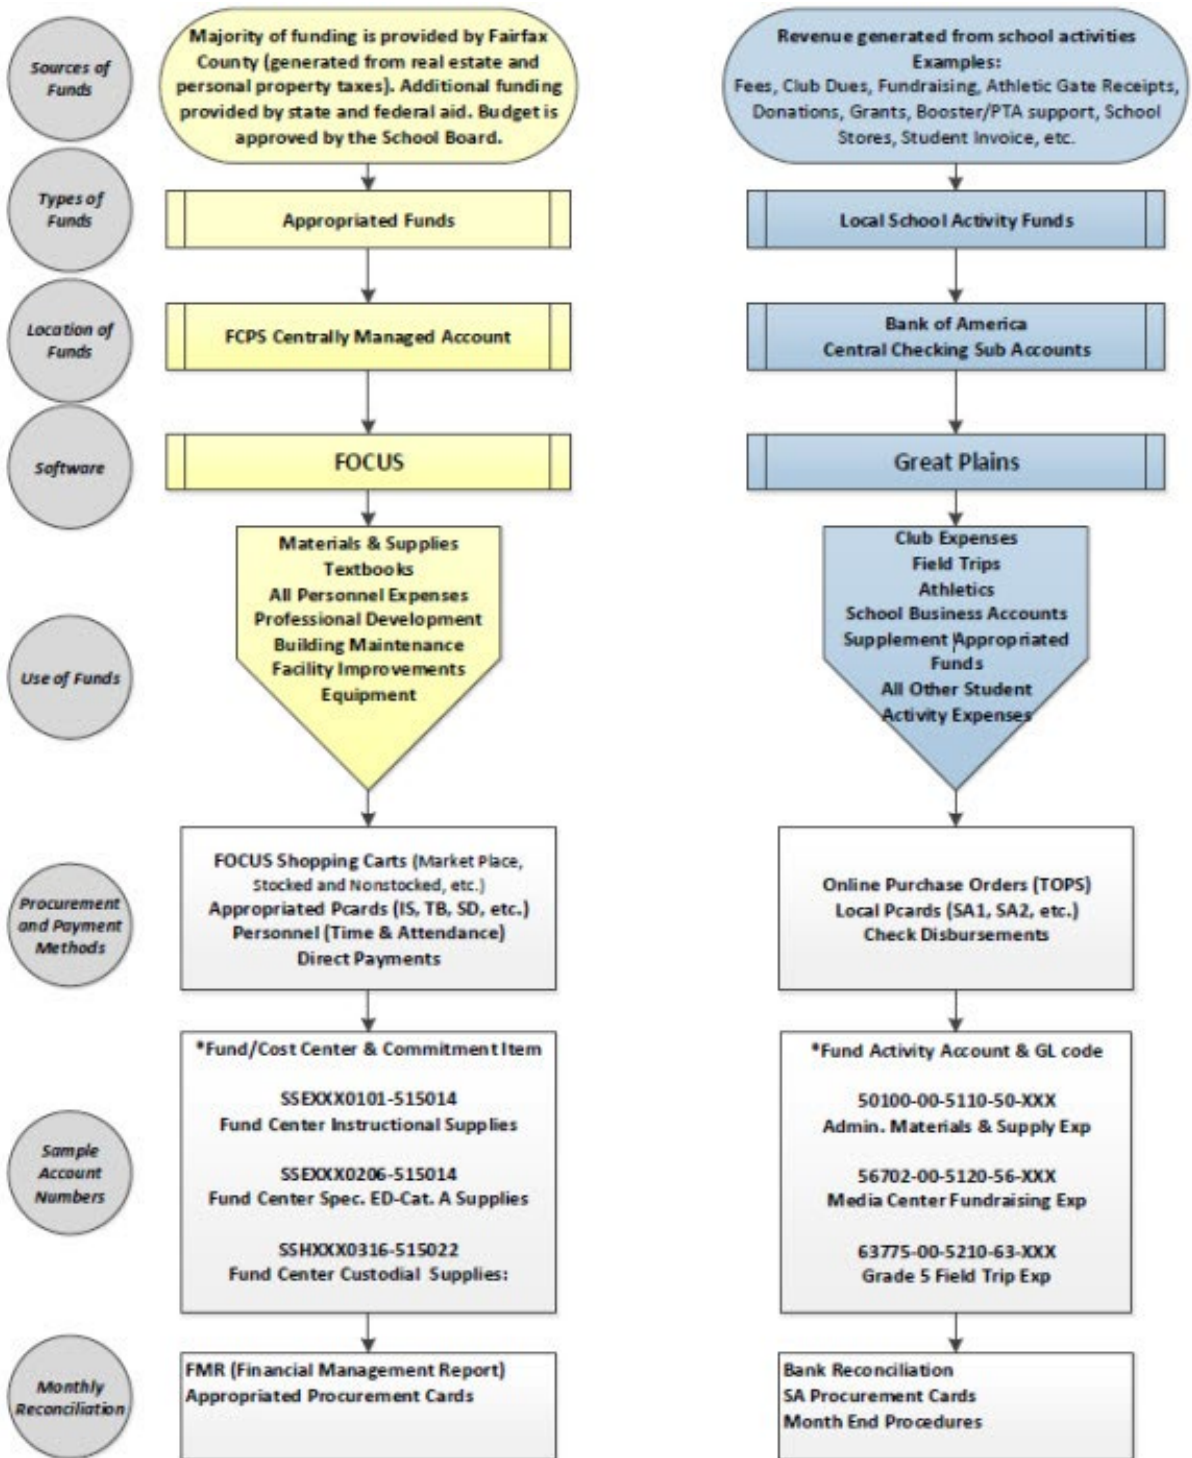 Sources of
Funds
Majority of funding is provided by Fairfax
County (generated from real estate and
personal property taxes). Additional funding
provided by state and federal aid. Budget is
approved by the School Board.
Revenue generated from school activities
Examples:
Fees, Club Dues, Fundraising, Athletic Gate Receipts,
Donations, Grants, Booster/PTA support, School
Stores, Student Invoice, etc.
Types of
Funds
Appropriated Funds
Local School Activity Funds
Location of
Funds
FCPS Centrally Managed Account
Bank of America
Central Checking Sub Accounts
Software
FOCUS
Great Plains
Use of Funds
Materials & Supplies
Textbooks
All Personnel Expenses
Professional Development
Building Maintenance
Facility Improvements
Equipment
Club Expenses
Field Trips
Athletics
School Business Accounts
Supplement Appropriated
Funds
All Other Student
Activity Expenses
Procurement
and Payment
Methods
FOCUS Shopping Carts (Market Place,
Stocked and Nonstocked, etc.)
Appropriated Pcards (IS, TB, SD, etc.)
Personnel (Time & Attendance)
Direct Payments
Online Purchase Orders (TOPS)
Local Pcards (SA1, SA2, etc.)
Check Disbursements
Sample
Account
Numbers
*Fund/Cost Center & Commitment Item
SSEXXX0101-515014
Fund Center Instructional Supplies
SSEXXX0206-515014
Fund Center Spec. ED-Cat. A Supplies
SSHXXX0316-515022
Fund Center Custodial Supplies:
*Fund Activity Account & GL code
50100-00-5110-50-XXX
Admin. Materials & Supply Exp
56702-00-5120-56-XXX
Media Center Fundraising Exp
63775-00-5210-63-XXX
Grade 5 Field Trip Exp
Monthly
Reconciliation
FMR (Financial Management Report)
Appropriated Procurement Cards
Bank Reconciliation
SA Procurement Cards
Month End Procedures